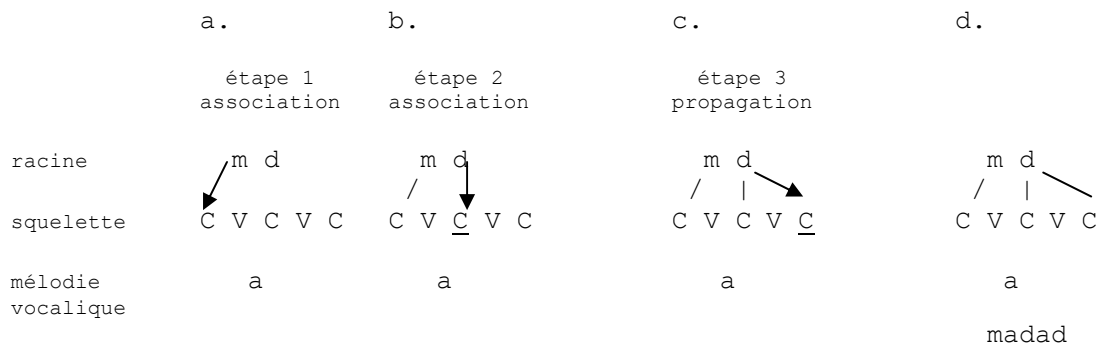 a. b. c. d.
étape 1 étape 2 étape 3
association association propagation
racine m d m d m d m d
/ / | / |
squelette C V C V C C V C V C C V C V C C V C V C
mélodie a a a a
vocalique
madad